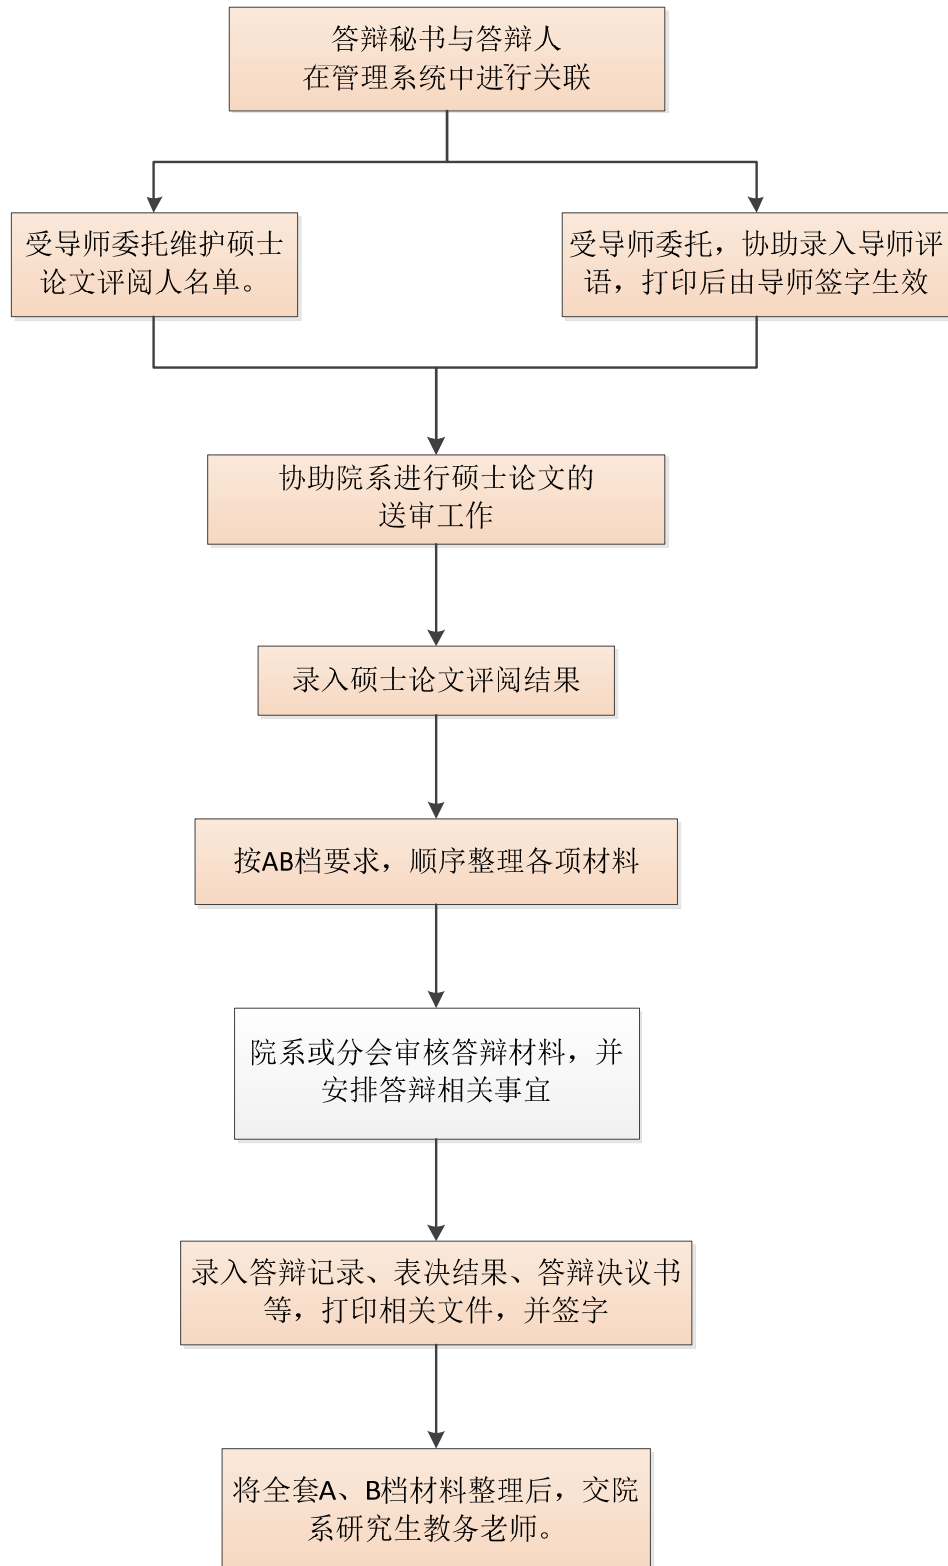 答辩秘书与答辩人
在管理系统中进行关联
受导师委托维护硕士
论文评阅人名单。
受导师委托，协助录入导师评
语，打印后由导师签字生效
协助院系进行硕士论文的
送审工作
录入硕士论文评阅结果
按AB档要求，顺序整理各项材料
院系或分会审核答辩材料，并
安排答辩相关事宜
录入答辩记录、表决结果、答辩决议书
等，打印相关文件，并签字
将全套A、B档材料整理后，交院
系研究生教务老师。